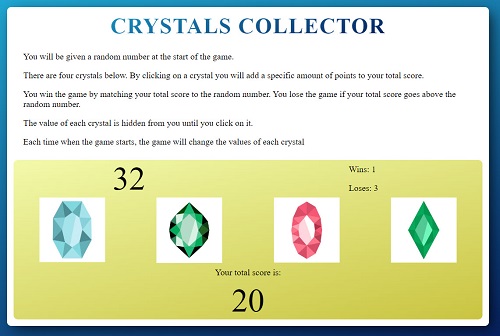 CRYSTALS COLLECTOR
You will be given a random number at the start of the game.
There are four crystals below. By clicking on a crystal you will add a specific amount of points to your total score.
You win the game by matching your total score to the random number. You lose the game if your total score goes above the
random number.
The value of each crystal is hidden from you until you click on it.
Each time when the game starts, the game will change the values of each crystal
32
Wins: 1
Loses: 3
Your total score is:
20